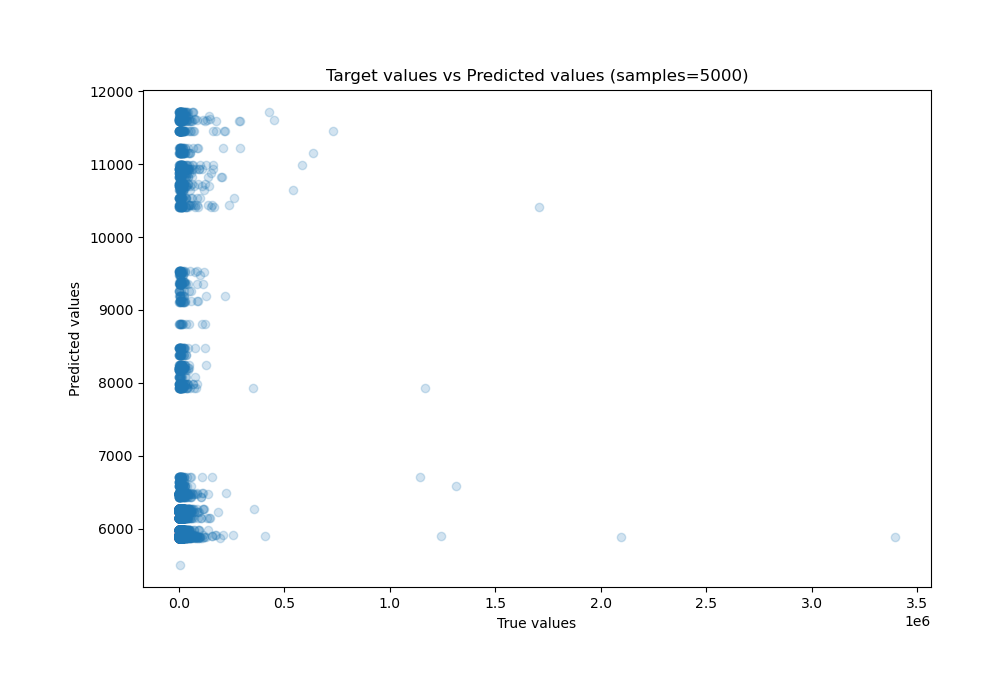 Target values vs Predicted values (samples=5000)
12000
11000
10000
9000
8000
7000
6000
Predicted values
0.0 0.5 1.0 1.5 2.0 2.5 3.0 3.5
1e6
True values